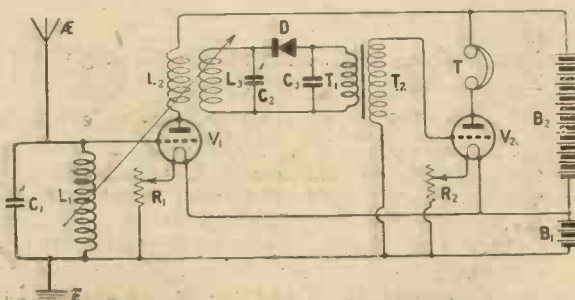 Æ
D
L₂
L₃
C₂
C₃
T₁
T₂
T
B₂
V₁
V₂
C₁
L₁
R₁
R₂
B₁
E